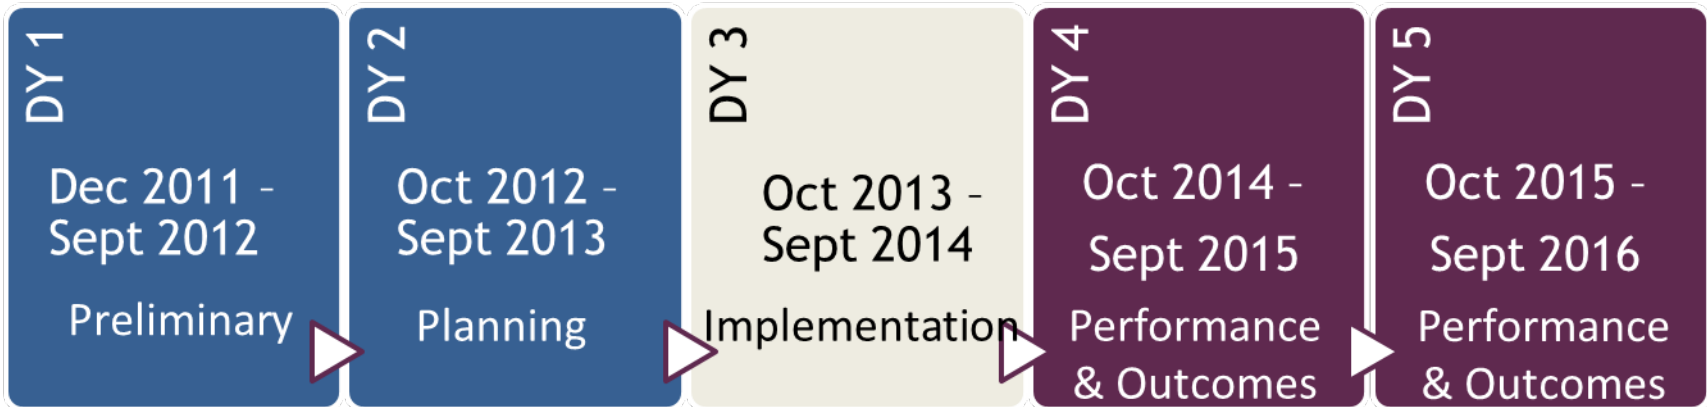 DY 1
Dec 2011 -
Sept 2012
Preliminary
DY 2
Oct 2012 -
Sept 2013
Planning
DY 3
Oct 2013 -
Sept 2014
Implementation
DY 4
Oct 2014 -
Sept 2015
Performance
& Outcomes
DY 5
Oct 2015 -
Sept 2016
Performance
& Outcomes